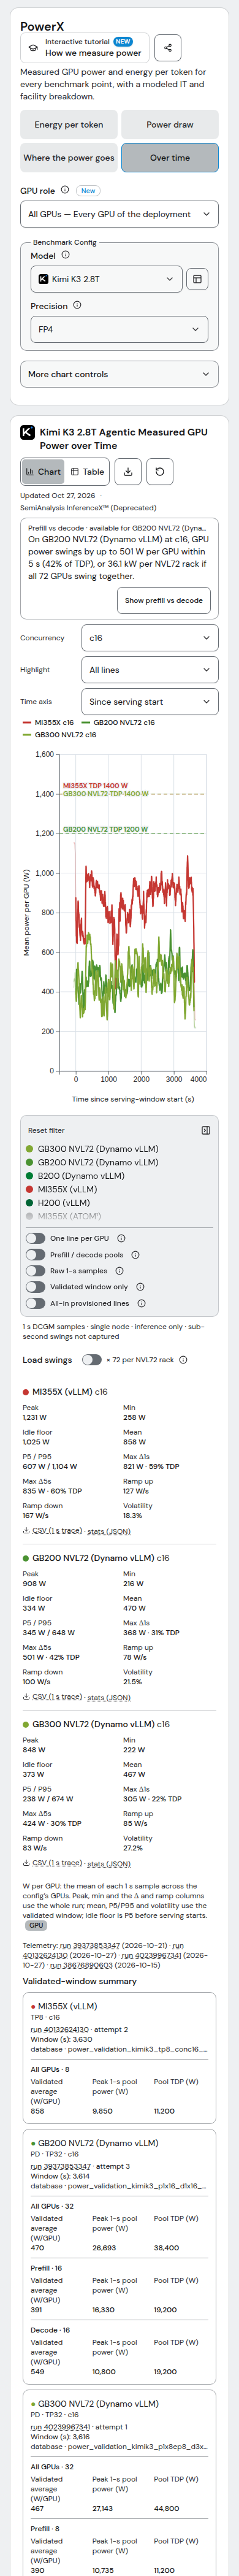 PowerX
Interactive tutorial NEW
How we measure power
Measured GPU power and energy per token for
every benchmark point, with a modeled IT and
facility breakdown.
Energy per token
Power draw
Where the power goes
Over time
GPU role New
All GPUs — Every GPU of the deployment
Benchmark Config
Model
Kimi K3 2.8T
Precision
FP4
More chart controls
Kimi K3 2.8T Agentic Measured GPU
Power over Time
Chart
Table
Updated Oct 27, 2026 ·
SemiAnalysis InferenceX™ (Deprecated)
Prefill vs decode · available for GB200 NVL72 (Dyna...
On GB200 NVL72 (Dynamo vLLM) at c16, GPU
power swings by up to 501 W per GPU within
5 s (42% of TDP), or 36.1 kW per NVL72 rack if
all 72 GPUs swing together.
Show prefill vs decode
Concurrency
c16
Highlight
All lines
Time axis
Since serving start
MI355X c16
GB200 NVL72 c16
GB300 NVL72 c16
1,600
MI355X TDP 1400 W
1,400
GB300 NVL72 TDP 1400 W
GB200 NVL72 TDP 1200 W
1,200
1,000
800
600
400
200
0
Mean power per GPU (W)
0
1000
2000
3000
4000
Time since serving-window start (s)
Reset filter
GB300 NVL72 (Dynamo vLLM)
GB200 NVL72 (Dynamo vLLM)
B200 (Dynamo vLLM)
MI355X (vLLM)
H200 (vLLM)
One line per GPU
Prefill / decode pools
Raw 1-s samples
Validated window only
All-in provisioned lines
1 s DCGM samples · single node · inference only · sub-
second swings not captured
Load swings
× 72 per NVL72 rack
MI355X (vLLM) c16
Peak
1,231 W
Min
258 W
Idle floor
1,025 W
Mean
858 W
P5 / P95
607 W / 1,104 W
Max Δ1s
821 W · 59% TDP
Max Δ5s
835 W · 60% TDP
Ramp up
127 W/s
Ramp down
167 W/s
Volatility
18.3%
CSV (1 s trace) · stats (JSON)
GB200 NVL72 (Dynamo vLLM) c16
Peak
908 W
Min
216 W
Idle floor
334 W
Mean
470 W
P5 / P95
345 W / 648 W
Max Δ1s
368 W · 31% TDP
Max Δ5s
501 W · 42% TDP
Ramp up
78 W/s
Ramp down
100 W/s
Volatility
21.5%
CSV (1 s trace) · stats (JSON)
GB300 NVL72 (Dynamo vLLM) c16
Peak
848 W
Min
222 W
Idle floor
373 W
Mean
467 W
P5 / P95
238 W / 674 W
Max Δ1s
305 W · 22% TDP
Max Δ5s
424 W · 30% TDP
Ramp up
85 W/s
Ramp down
83 W/s
Volatility
27.2%
CSV (1 s trace) · stats (JSON)
W per GPU: the mean of each 1 s sample across the
config's GPUs. Peak, min and the Δ and ramp columns
use the whole run; mean, P5/P95 and volatility use the
validated window; idle floor is P5 before serving starts.
GPU
Telemetry: run 39373853347 (2026-10-21) · run
40132624130 (2026-10-27) · run 40239967341 (2026-
10-27) · run 38676890603 (2026-10-15)
Validated-window summary
MI355X (vLLM)
TP8 · c16
run 40132624130 · attempt 2
Window (s): 3,630
database · power_validation_kimik3_tp8_conc16_...
All GPUs · 8
Validated
average
(W/GPU)
858
Peak 1-s pool
power (W)
9,850
Pool TDP (W)
11,200
GB200 NVL72 (Dynamo vLLM)
PD · TP32 · c16
run 39373853347 · attempt 3
Window (s): 3,614
database · power_validation_kimik3_p1x16_d1x16_...
All GPUs · 32
Validated
average
(W/GPU)
470
Peak 1-s pool
power (W)
26,693
Pool TDP (W)
38,400
Prefill · 16
Validated
average
(W/GPU)
391
Peak 1-s pool
power (W)
16,330
Pool TDP (W)
19,200
Decode · 16
Validated
average
(W/GPU)
549
Peak 1-s pool
power (W)
10,800
Pool TDP (W)
19,200
GB300 NVL72 (Dynamo vLLM)
PD · TP32 · c16
run 40239967341 · attempt 1
Window (s): 3,616
database · power_validation_kimik3_p1x8ep8_d3x...
All GPUs · 32
Validated
average
(W/GPU)
467
Peak 1-s pool
power (W)
27,143
Pool TDP (W)
44,800
Prefill · 8
Validated
average
(W/GPU)
390
Peak 1-s pool
power (W)
10,735
Pool TDP (W)
11,200